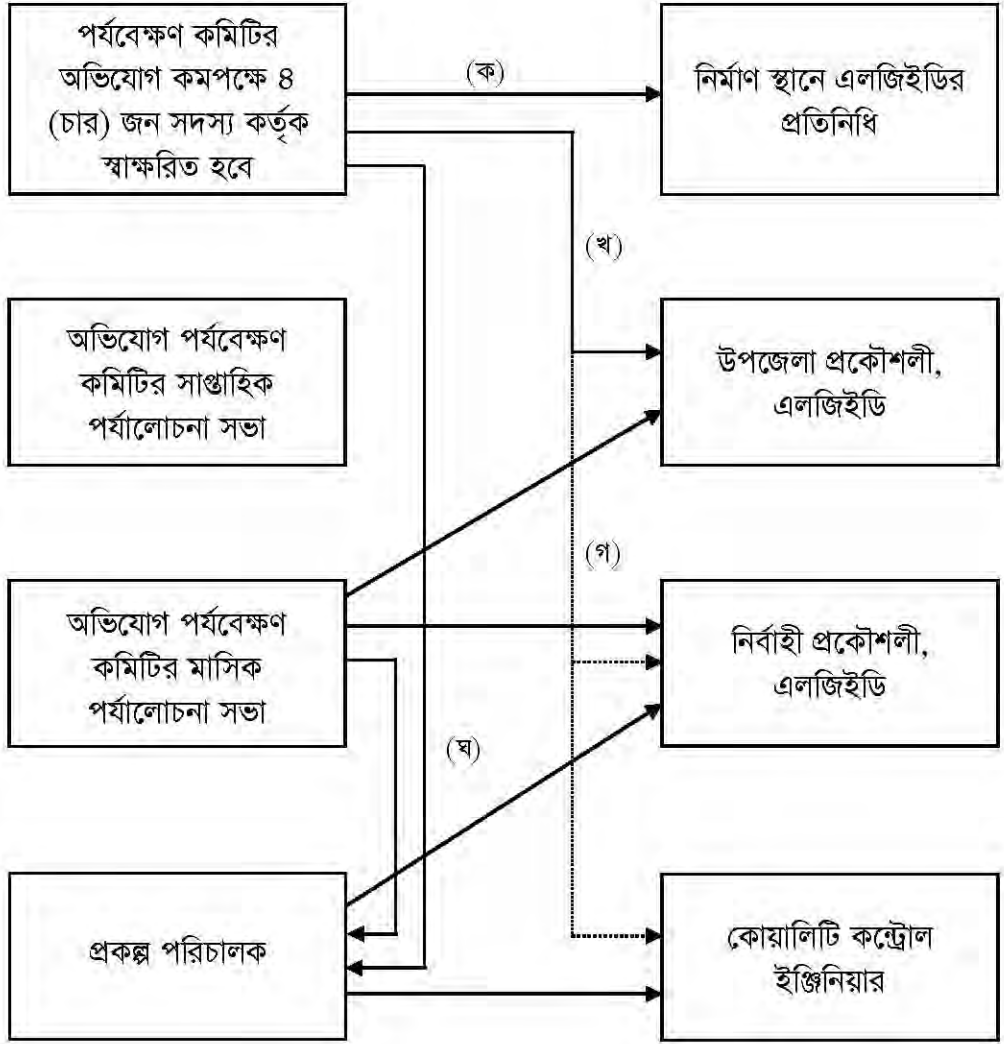 পর্যবেক্ষণ কমিটির
অভিযোগ কমপক্ষে ৪
(চার) জন সদস্য কর্তৃক
স্বাক্ষরিত হবে
(ক)
নির্মাণ স্থানে এলজিইডির
প্রতিনিধি
(খ)
অভিযোগ পর্যবেক্ষণ
কমিটির সাপ্তাহিক
পর্যালোচনা সভা
উপজেলা প্রকৌশলী,
এলজিইডি
(গ)
অভিযোগ পর্যবেক্ষণ
কমিটির মাসিক
পর্যালোচনা সভা
নির্বাহী প্রকৌশলী,
এলজিইডি
(ঘ)
প্রকল্প পরিচালক
কোয়ালিটি কন্ট্রোল
ইঞ্জিনিয়ার